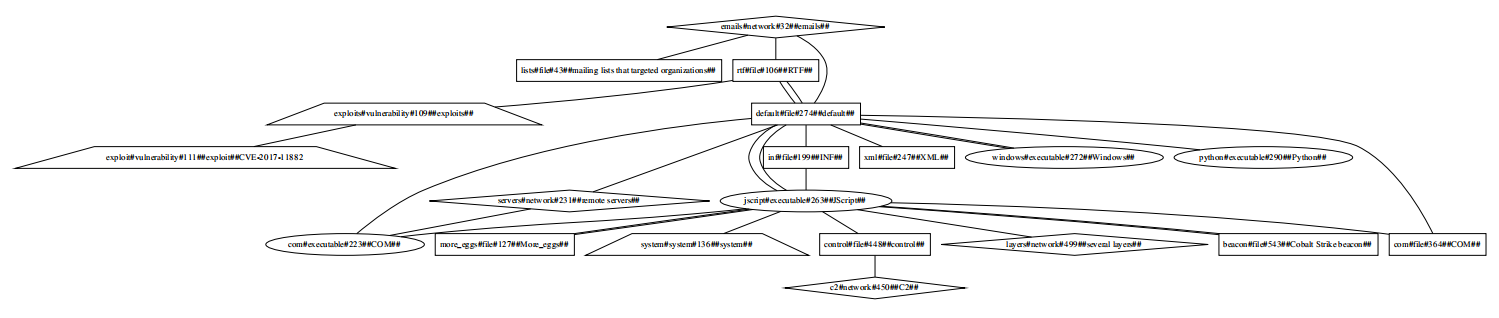 emails#network#32##emails##
lists#file#43##mailing lists that targeted organizations##
rtf#file#106##RTF##
exploits#vulnerability#109##exploits##
default#file#274##default##
exploit#vulnerability#111##exploit##CVE-2017-11882
inf#file#199##INF##
xml#file#247##XML##
windows#executable#272##Windows##
python#executable#290##Python##
servers#network#231##remote servers##
jscript#executable#263##JScript##
com#executable#223##COM##
more_eggs#file#127##More_eggs##
system#system#136##system##
control#file#448##control##
layers#network#499##several layers##
beacon#file#543##Cobalt Strike beacon##
com#file#364##COM##
c2#network#450##C2##